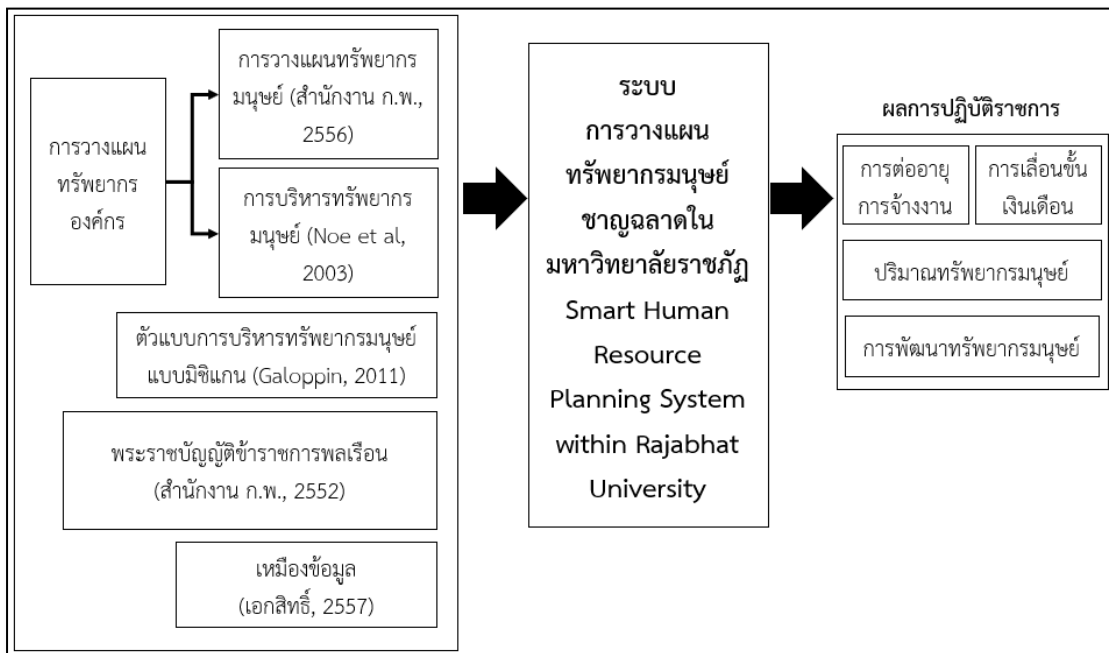 การวางแผน
ทรัพยากร
องค์กร
การวางแผนทรัพยากร
มนุษย์ (สำนักงาน ก.พ.,
2556)
การบริหารทรัพยากร
มนุษย์ (Noe et al,
2003)
ตัวแบบการบริหารทรัพยากรมนุษย์
แบบมิชิแกน (Galoppin, 2011)
พระราชบัญญัติข้าราชการพลเรือน
(สำนักงาน ก.พ., 2552)
เหมืองข้อมูล
(เอกสิทธิ์, 2557)
ระบบ
การวางแผน
ทรัพยากรมนุษย์
ชาญฉลาดใน
มหาวิทยาลัยราชภัฏ
Smart Human
Resource
Planning System
within Rajabhat
University
ผลการปฏิบัติราชการ
การต่ออายุ
การจ้างงาน
การเลื่อนขั้น
เงินเดือน
ปริมาณทรัพยากรมนุษย์
การพัฒนาทรัพยากรมนุษย์